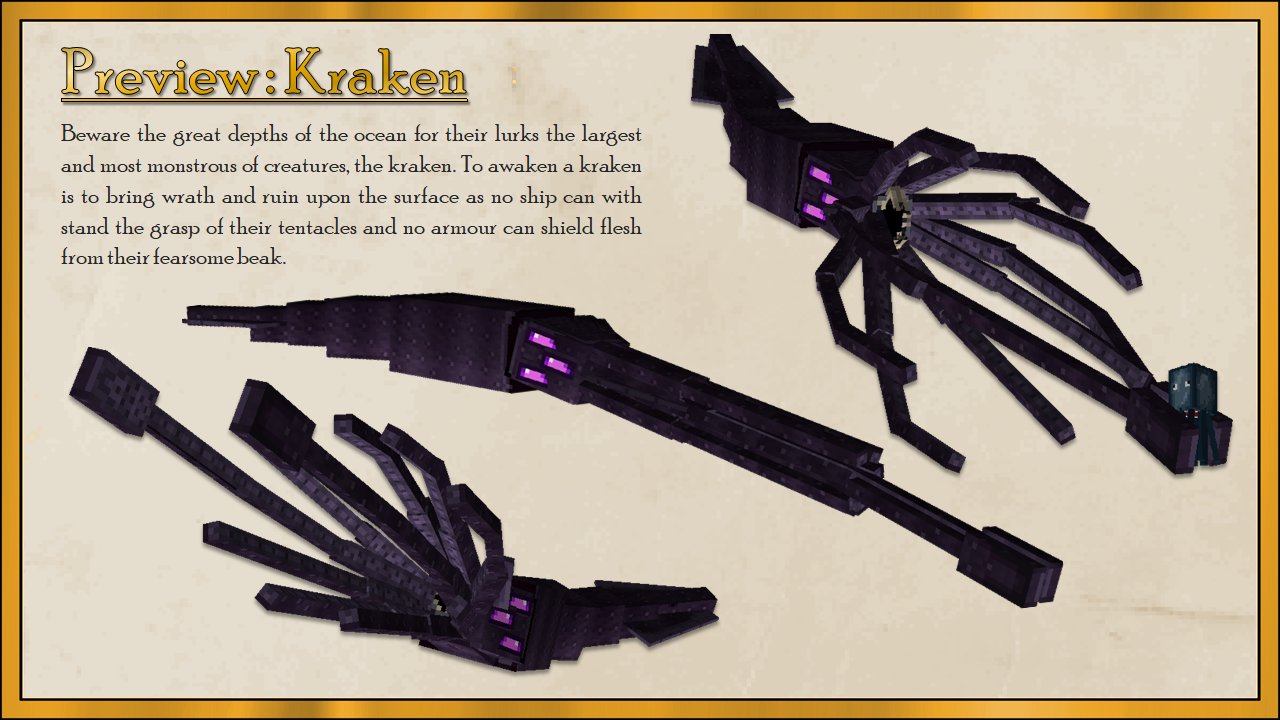 Preview: Kraken
Beware the great depths of the ocean for their lurks the largest
and most monstrous of creatures, the kraken. To awaken a kraken
is to bring wrath and ruin upon the surface as no ship can with
stand the grasp of their tentacles and no armour can shield flesh
from their fearsome beak.